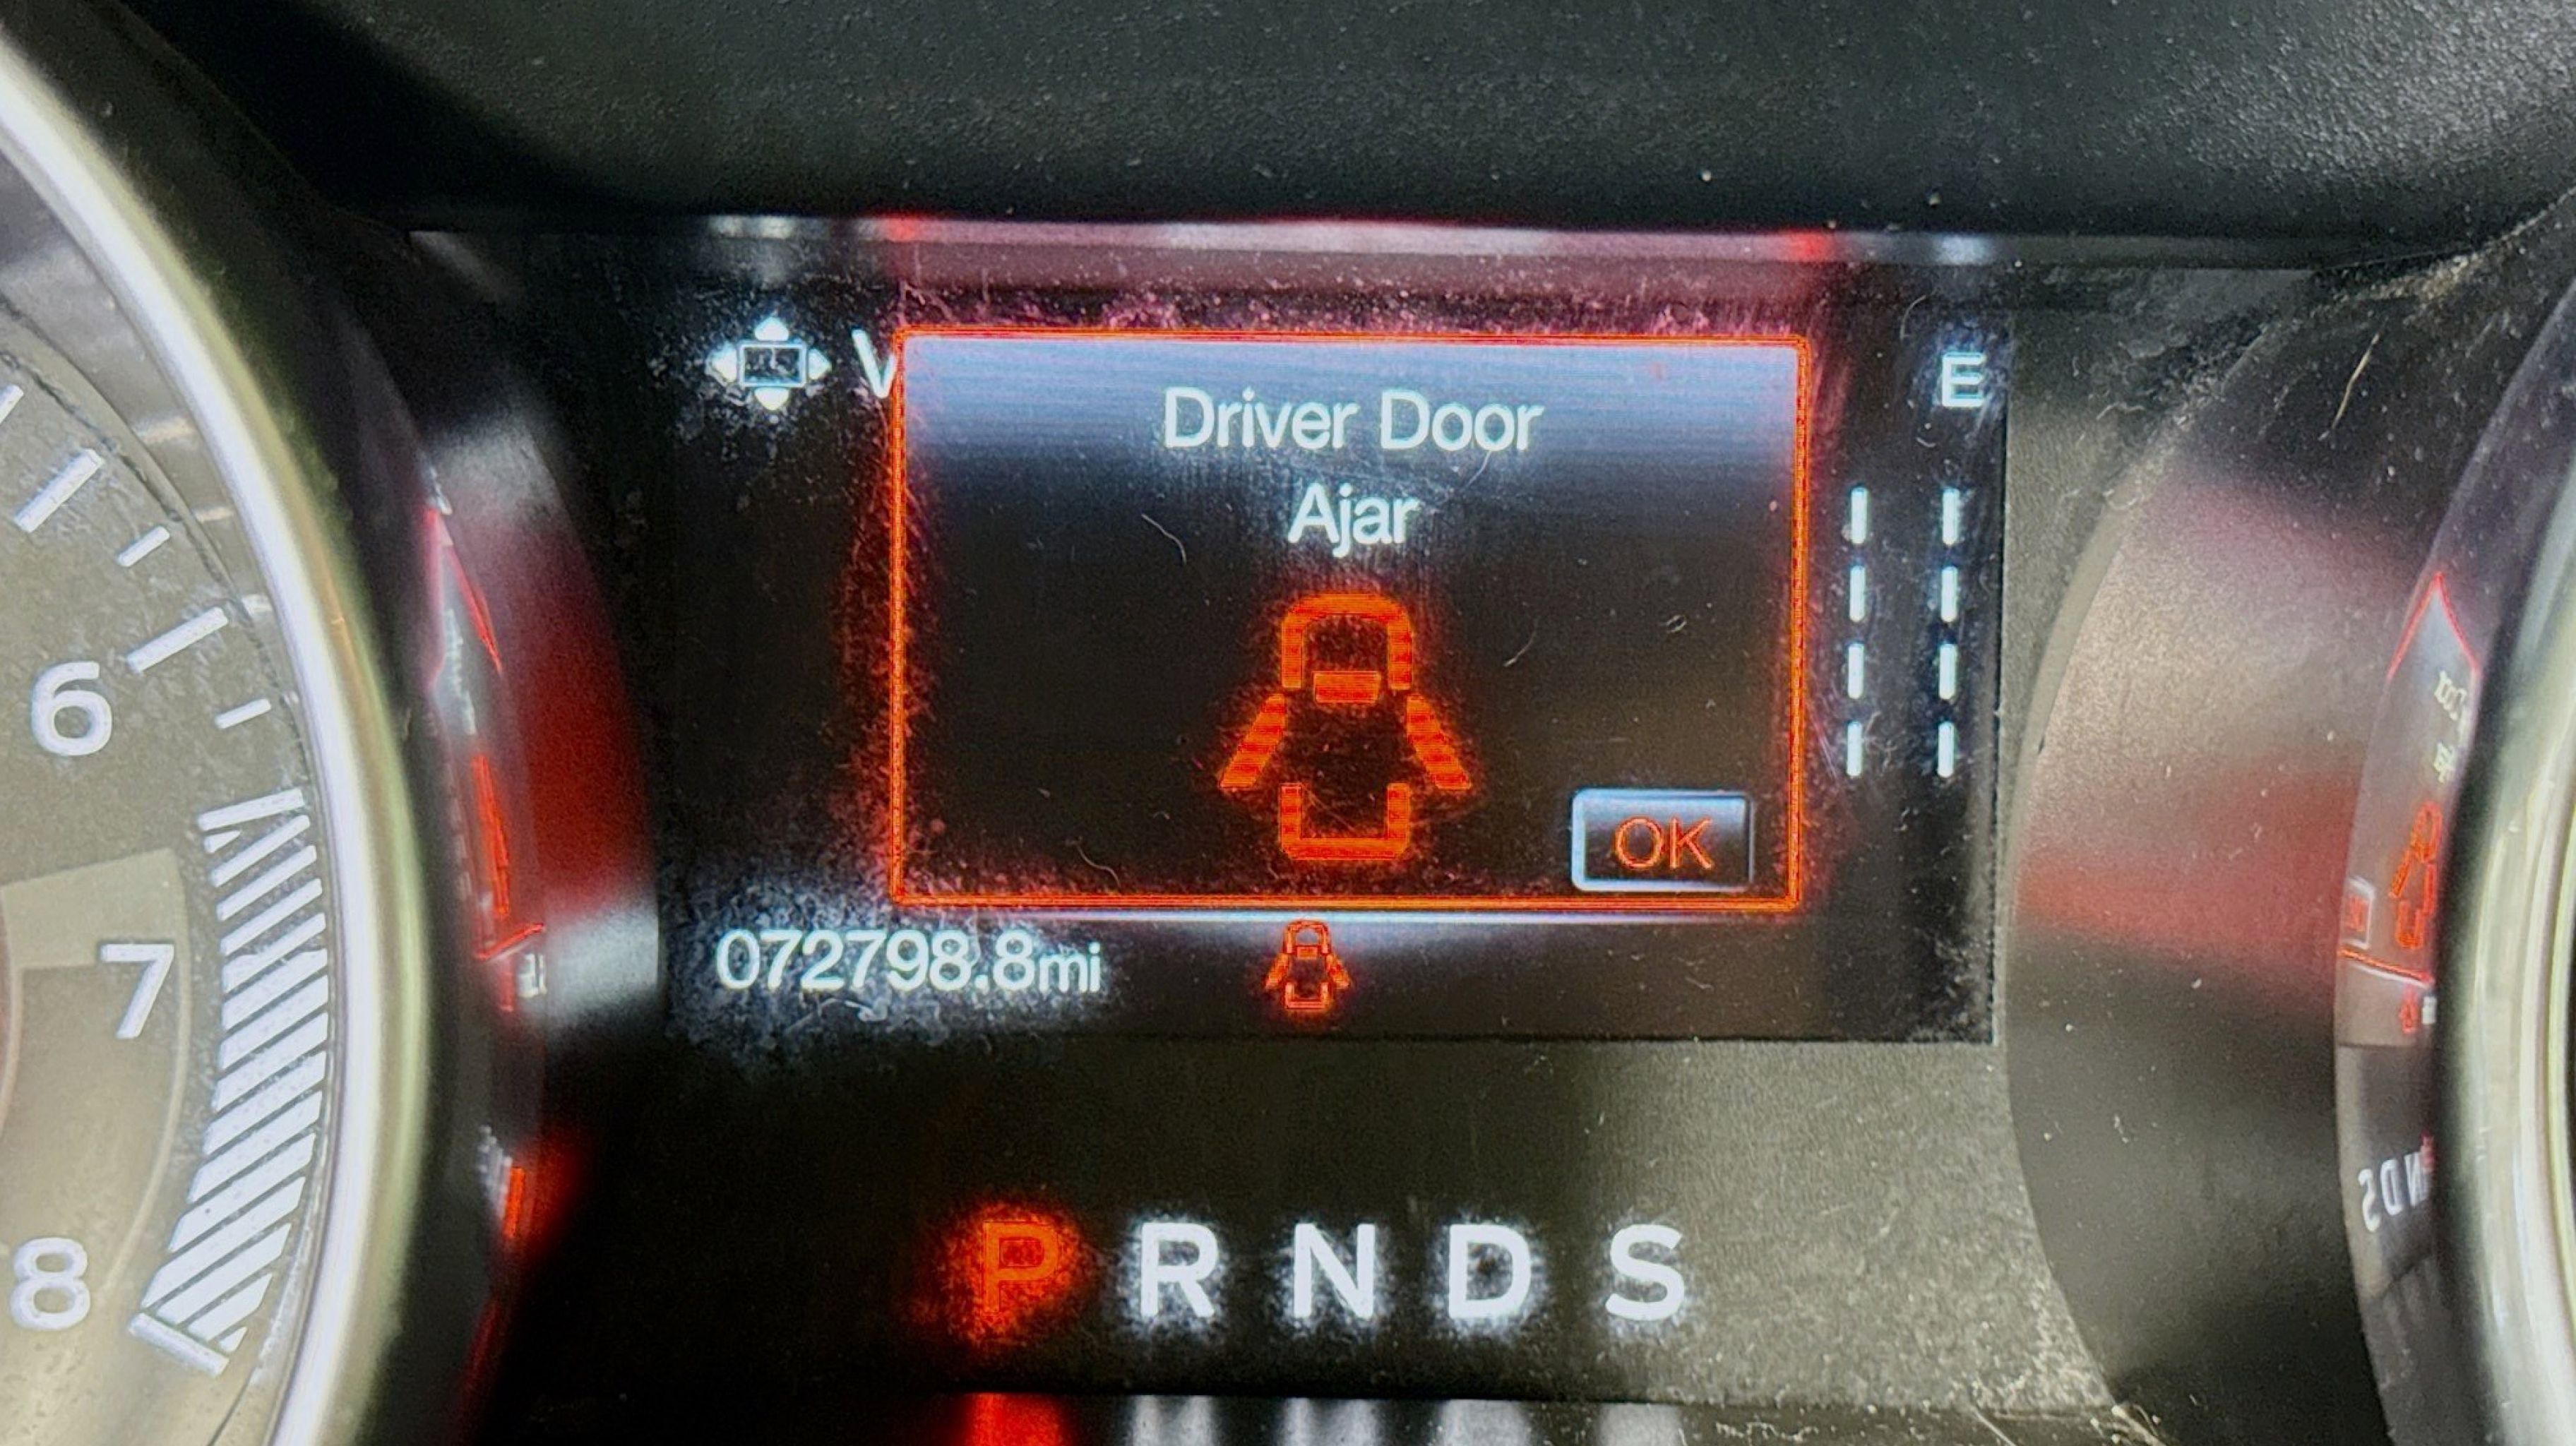 V
E
Driver Door
Ajar
OK
072798.8mi
6
7
8
P R N D S